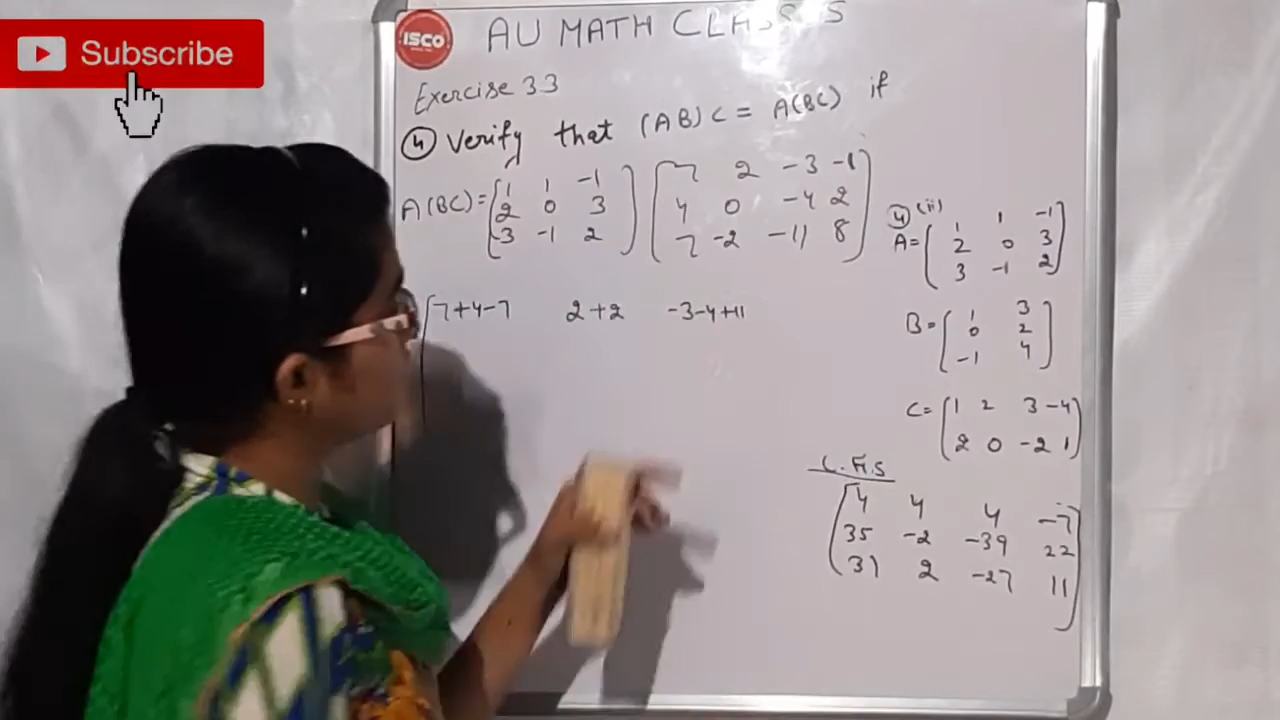 Subscribe
ISCO
AU MATH CLASSES
Exercise 3.3
④ Verify that (AB)C = A(BC) if
A(BC) = [1 1 -1] [7 2 -3 -1]
2 0 3 4 0 -4 2
-3 -1 2 7 -2 -11 8
7+4-7 2+2 -3-4+11
④ (ii)
A = [1 1 -1]
2 0 3
3 -1 2
B = [1 3]
0 2
-1 4
C = [1 2 3 -4]
2 0 -2 1
L.H.S
4 4 4 -7
35 -2 -39 22
31 2 -27 11